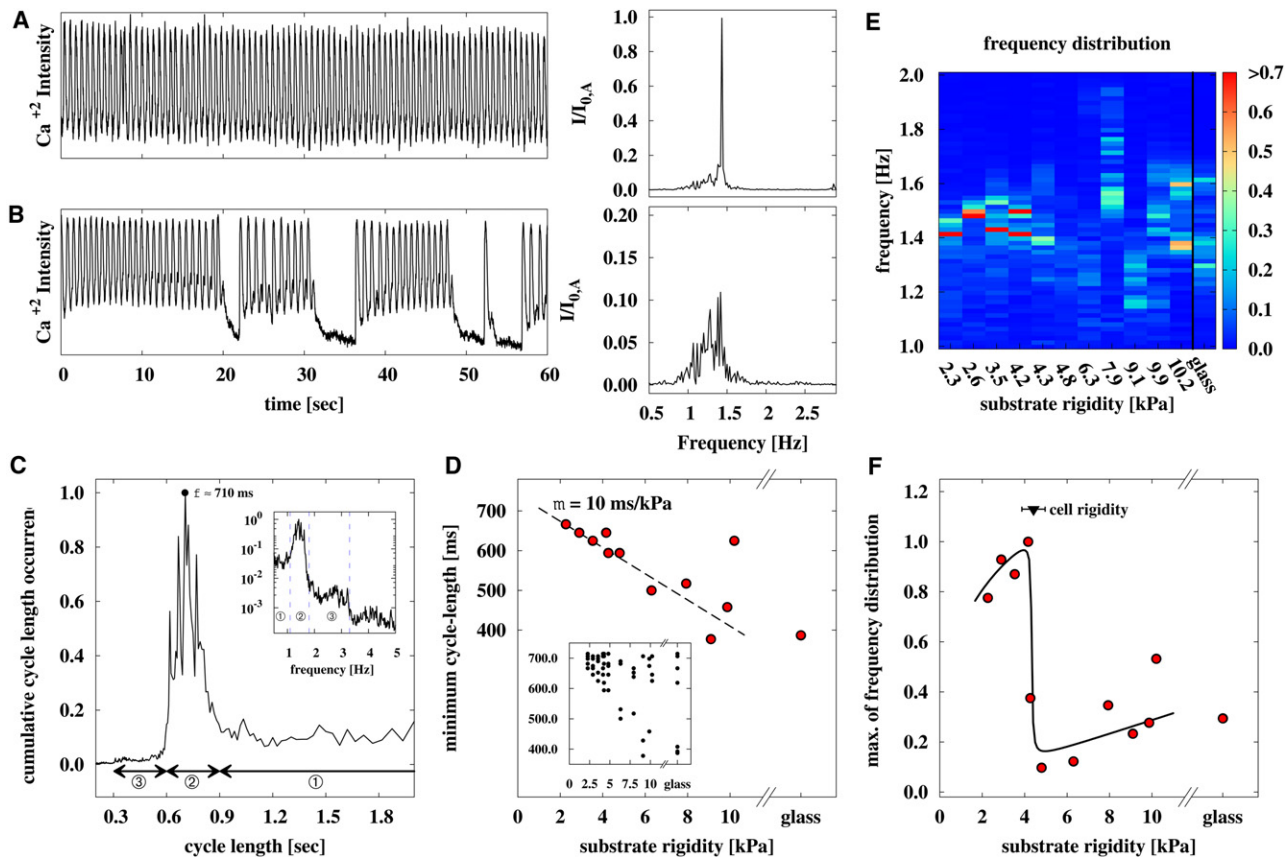 A
Ca +2 Intensity
10 20 30 40 50 60
I/I0,A
1.0
0.8
0.6
0.4
0.2
0.0
B
Ca +2 Intensity
0 10 20 30 40 50 60
time [sec]
I/I0,A
0.20
0.15
0.10
0.05
0.00
0.5 1 1.5 2 2.5
Frequency [Hz]
E
frequency distribution
frequency [Hz]
2.0
1.8
1.6
1.4
1.2
1.0
2.3 2.6 3.5 4.2 4.3 4.8 6.3 7.9 9.1 9.9 10.2 glass
substrate rigidity [kPa]
>0.7
0.6
0.5
0.4
0.3
0.2
0.1
0.0
C
cumulative cycle length occurren
1.0
0.8
0.6
0.4
0.2
0.0
f ≈ 710 ms
10^0
10^-1
10^-2
10^-3
① ② ③
1 2 3 4 5
frequency [Hz]
③ ② ①
0.3 0.6 0.9 1.2 1.5 1.8
cycle length [sec]
D
minimum cycle-length [ms]
700
600
500
400
m = 10 ms/kPa
700.0
600.0
500.0
400.0
0 2.5 5 7.5 10 glass
0 2 4 6 8 10 glass
substrate rigidity [kPa]
F
max. of frequency distribution
1.2
1.0
0.8
0.6
0.4
0.2
0.0
cell rigidity
0 2 4 6 8 10 glass
substrate rigidity [kPa]